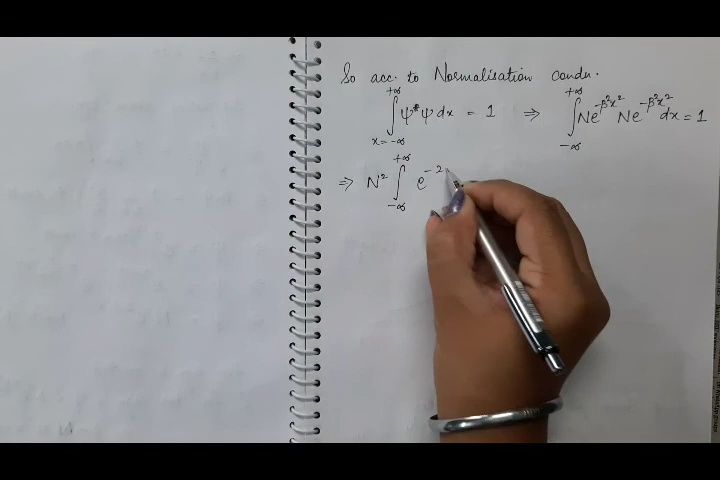 So acc. to Normalisation condn.
+∞
∫ ψ* ψ dx = 1 ⇒ ∫ Ne^{-β²x²} Ne^{-β²x²} dx = 1
x=-∞ -∞
⇒ N² ∫_{-∞}^{+∞} e^{-2